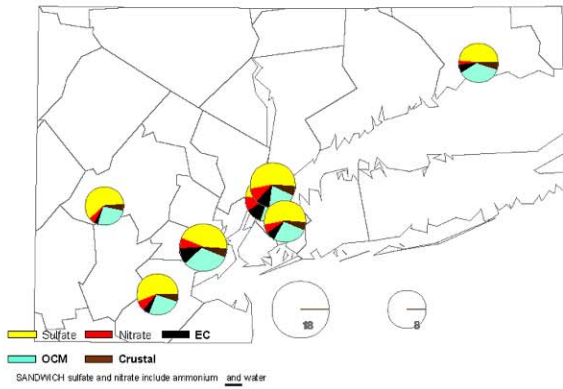 18 8
Sulfate Nitrate EC
OCM Crustal
SANDWICH sulfate and nitrate include ammonium and water